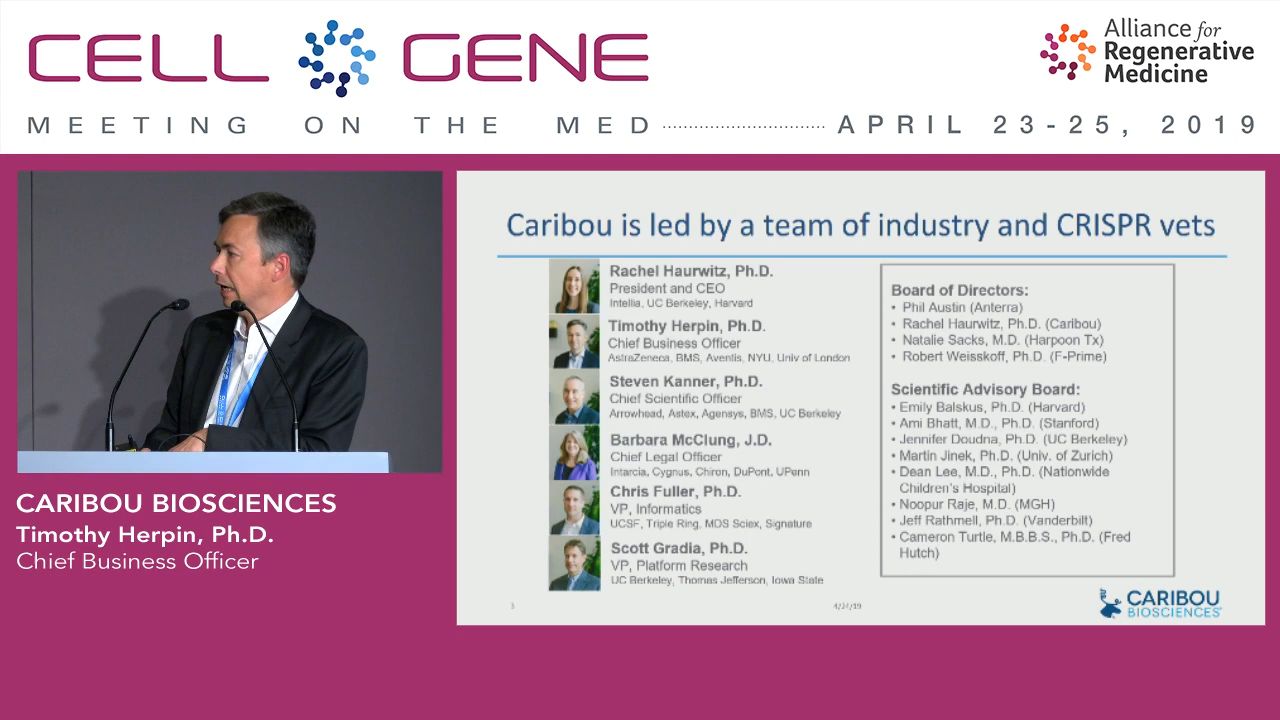 CELL GENE
Alliance for
Regenerative
Medicine
MEETING ON THE MED
APRIL 23-25, 2019
Caribou is led by a team of industry and CRISPR vets
Rachel Haurwitz, Ph.D.
President and CEO
Intellia, UC Berkeley, Harvard
Timothy Herpin, Ph.D.
Chief Business Officer
AstraZeneca, BMS, Aventis, NYU, Univ of London
Steven Kanner, Ph.D.
Chief Scientific Officer
Arrowhead, Astex, Agensys, BMS, UC Berkeley
Barbara McClung, J.D.
Chief Legal Officer
Intarcia, Cygnus, Chiron, DuPont, UPenn
Chris Fuller, Ph.D.
VP, Informatics
UCSF, Triple Ring, MDS Sciex, Signature
Scott Gradia, Ph.D.
VP, Platform Research
UC Berkeley, Thomas Jefferson, Iowa State
Board of Directors:
• Phil Austin (Anterra)
• Rachel Haurwitz, Ph.D. (Caribou)
• Natalie Sacks, M.D. (Harpoon Tx)
• Robert Weisskoff, Ph.D. (F-Prime)
Scientific Advisory Board:
• Emily Balskus, Ph.D. (Harvard)
• Ami Bhatt, M.D., Ph.D. (Stanford)
• Jennifer Doudna, Ph.D. (UC Berkeley)
• Martin Jinek, Ph.D. (Univ. of Zurich)
• Dean Lee, M.D., Ph.D. (Nationwide
Children's Hospital)
• Noopur Raje, M.D. (MGH)
• Jeff Rathmell, Ph.D. (Vanderbilt)
• Cameron Turtle, M.B.B.S., Ph.D. (Fred
Hutch)
4/24/19
CARIBOU
BIOSCIENCES
CARIBOU BIOSCIENCES
Timothy Herpin, Ph.D.
Chief Business Officer